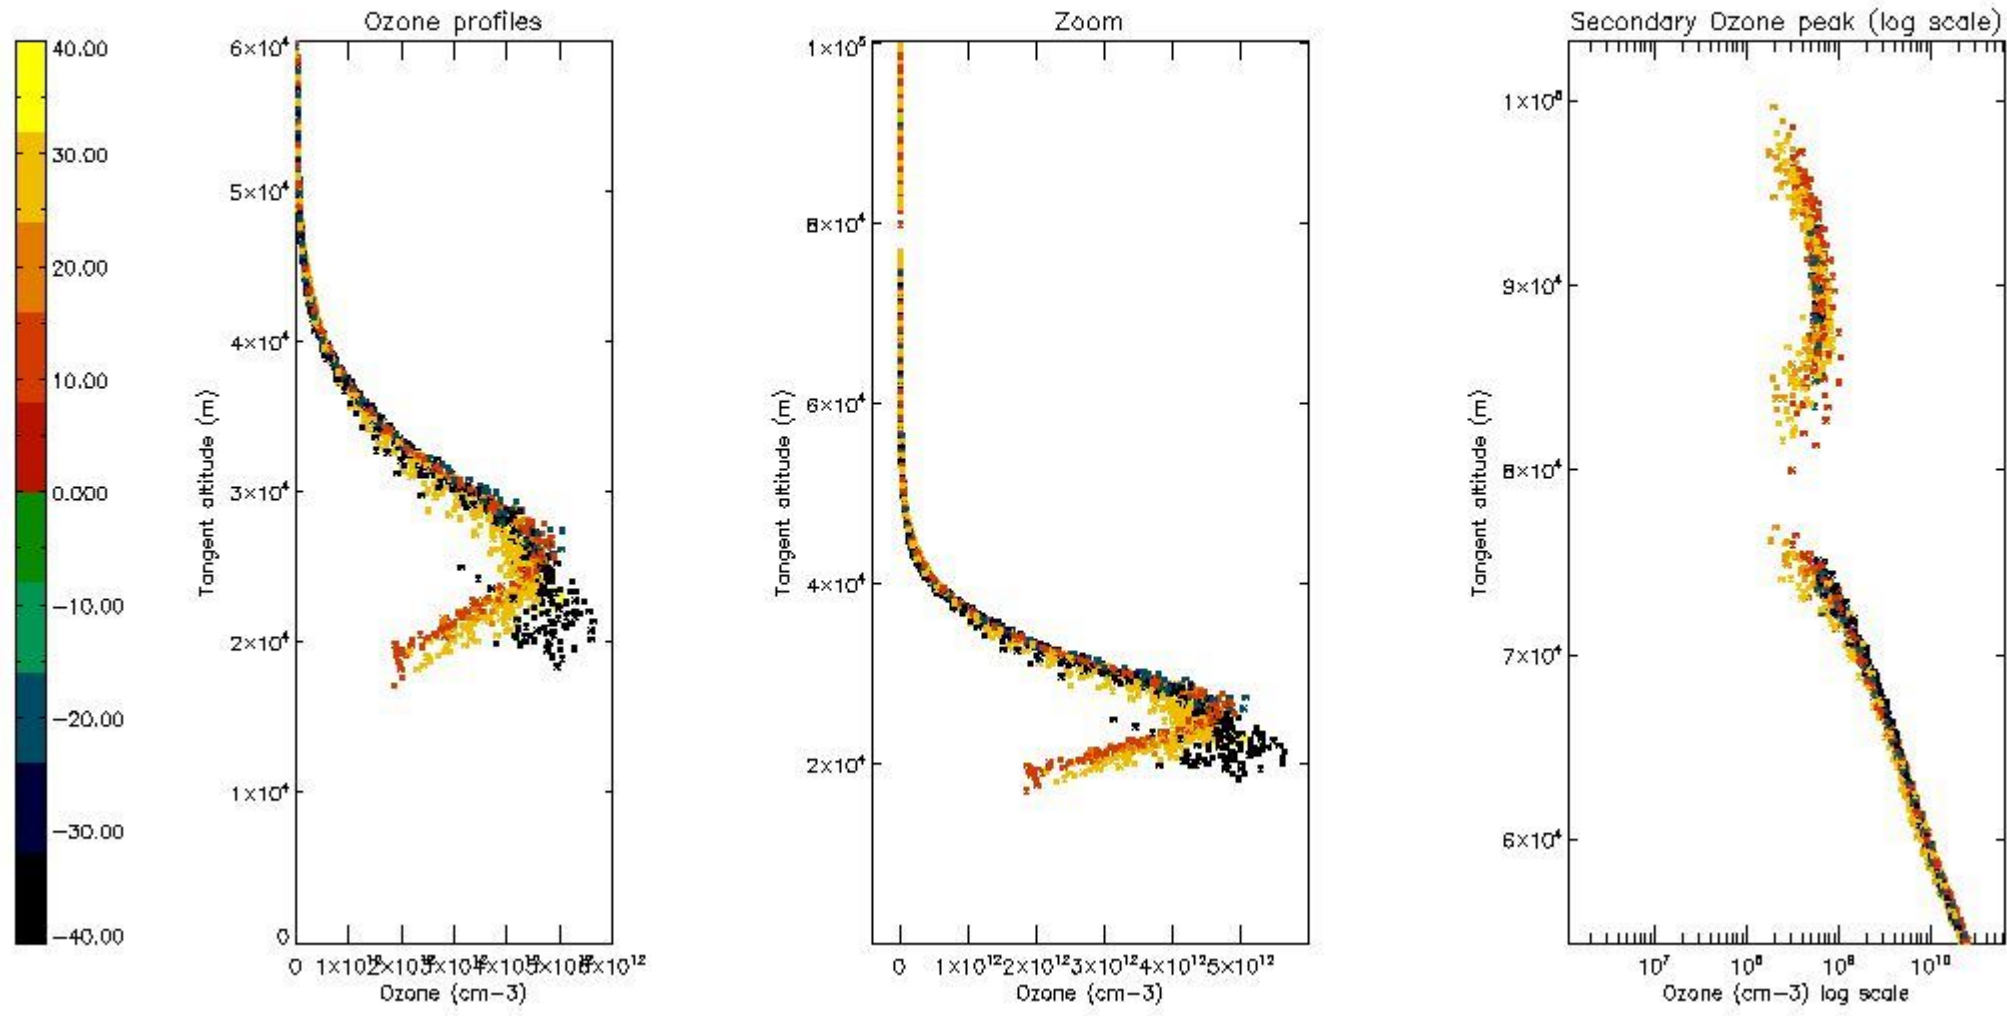 Ozone profiles
Zoom
Secondary Ozone peak (log scale)
40.00
30.00
20.00
10.00
−10.00
−20.00
−30.00
−40.00
6×10⁴
5×10⁴
4×10⁴
3×10⁴
2×10⁴
1×10⁴
0
Tangent altitude (m)
0
Ozone (cm−3)
1×10⁵
8×10⁴
6×10⁴
4×10⁴
2×10⁴
Tangent altitude (m)
0 1×10¹² 2×10¹² 3×10¹² 4×10¹² 5×10¹²
Ozone (cm−3)
9×10⁴
8×10⁴
7×10⁴
6×10⁴
Tangent altitude (m)
10⁷ 10⁸ 10⁹ 10¹⁰
Ozone (cm−3) log scale